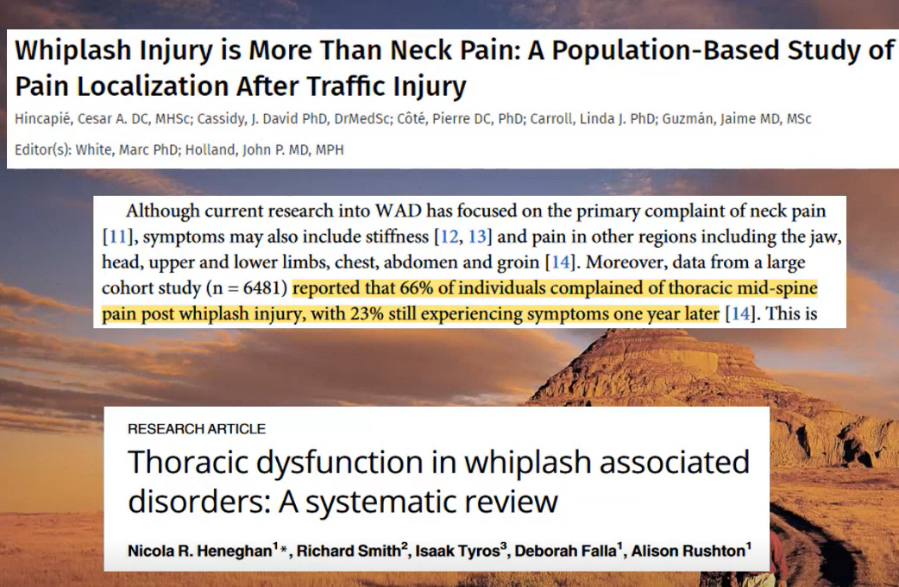 Whiplash Injury is More Than Neck Pain: A Population-Based Study of
Pain Localization After Traffic Injury
Hincapié, Cesar A. DC, MHSc; Cassidy, J. David PhD, DrMedSc; Côté, Pierre DC, PhD; Carroll, Linda J. PhD; Guzmán, Jaime MD, MSc
Editor(s): White, Marc PhD; Holland, John P. MD, MPH
Although current research into WAD has focused on the primary complaint of neck pain
[11], symptoms may also include stiffness [12, 13] and pain in other regions including the jaw,
head, upper and lower limbs, chest, abdomen and groin [14]. Moreover, data from a large
cohort study (n = 6481) reported that 66% of individuals complained of thoracic mid-spine
pain post whiplash injury, with 23% still experiencing symptoms one year later [14]. This is
RESEARCH ARTICLE
Thoracic dysfunction in whiplash associated
disorders: A systematic review
Nicola R. Heneghan1*, Richard Smith2, Isaak Tyros3, Deborah Falla1, Alison Rushton1